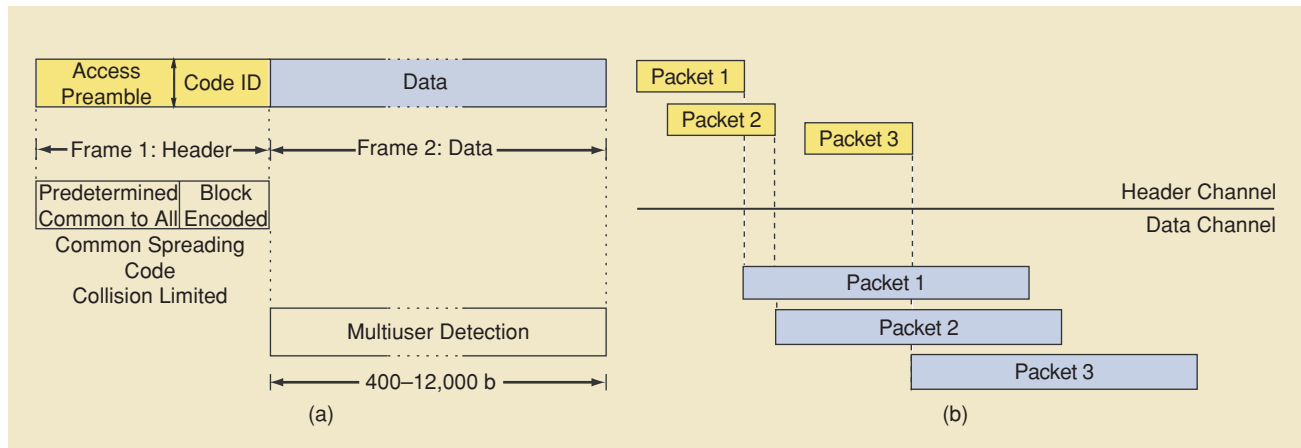 Access
Preamble
Code ID
Data
Frame 1: Header
Frame 2: Data
Predetermined
Common to All
Block
Encoded
Common Spreading
Code
Collision Limited
Multiuser Detection
400–12,000 b
(a)
Packet 1
Packet 2
Packet 3
Header Channel
Data Channel
Packet 1
Packet 2
Packet 3
(b)